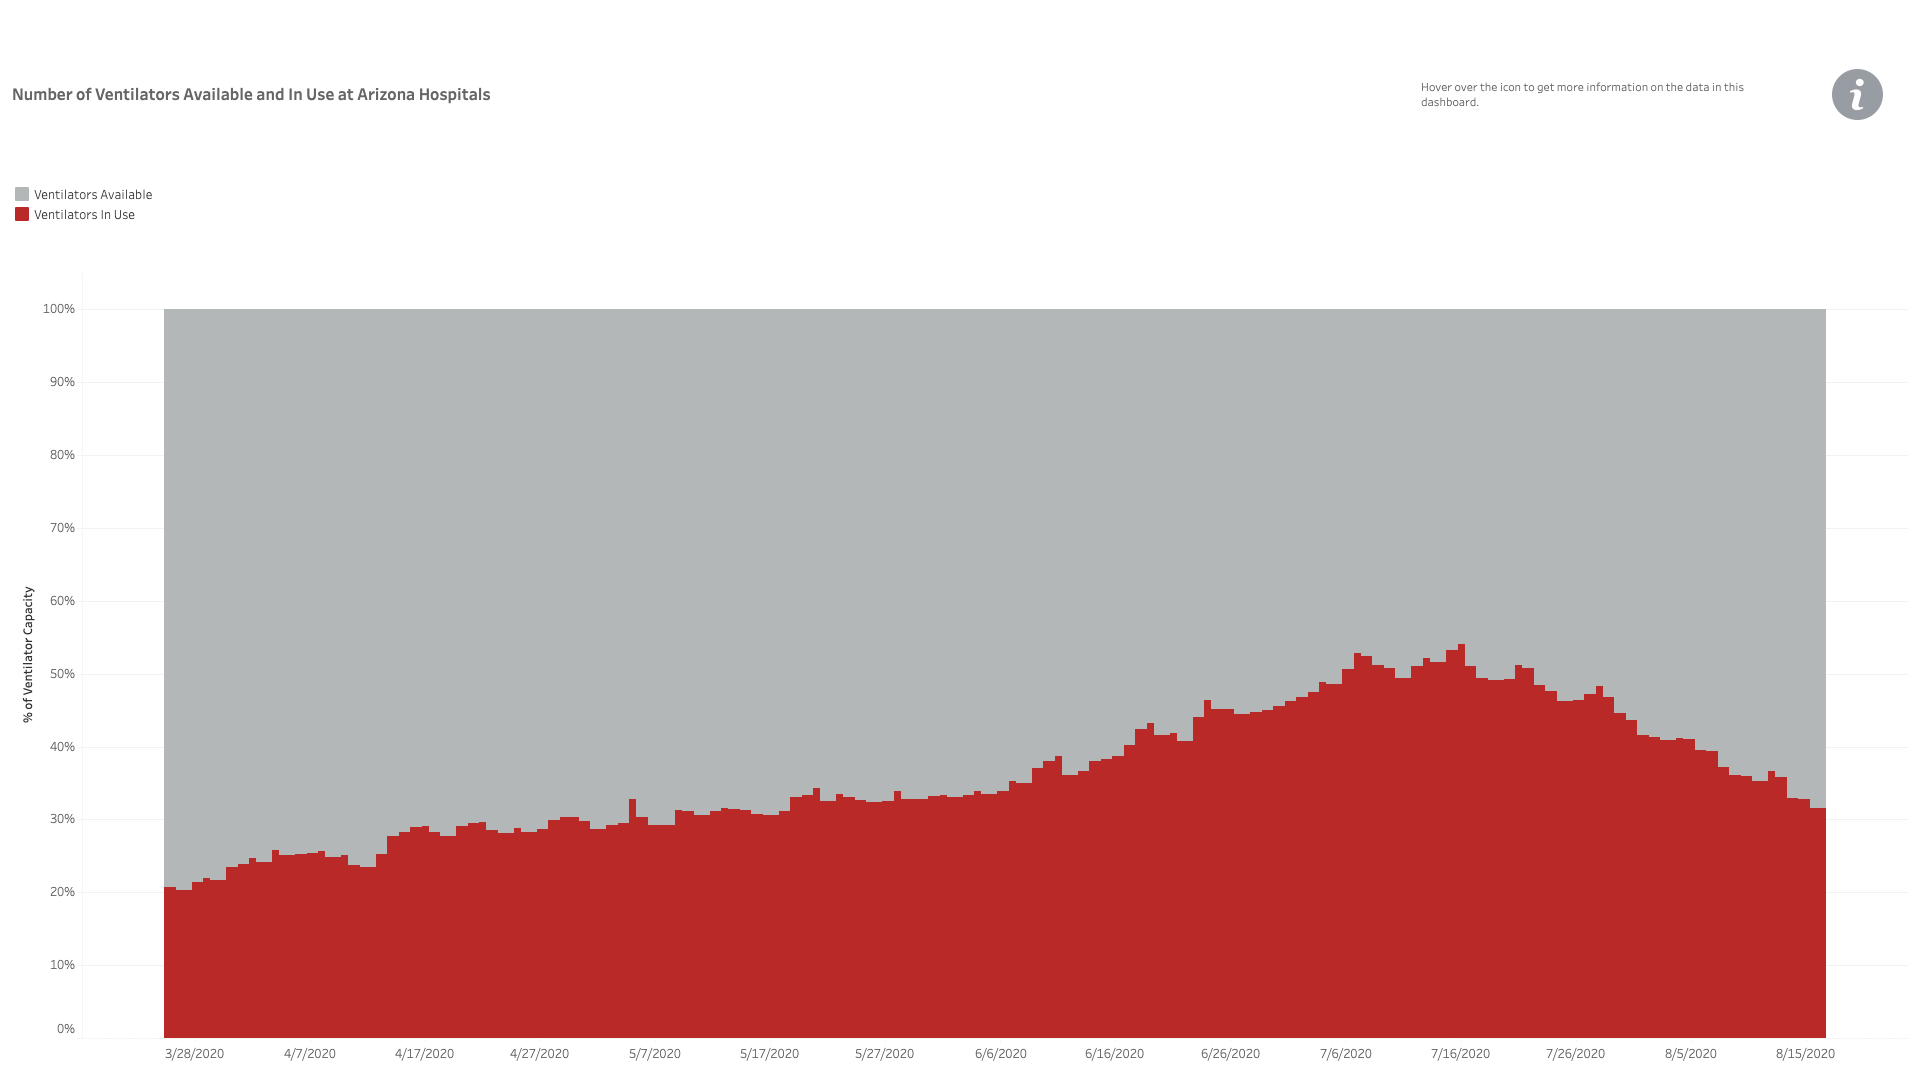 Number of Ventilators Available and In Use at Arizona Hospitals
Hover over the icon to get more information on the data in this
dashboard.
i
Ventilators Available
Ventilators In Use
% of Ventilator Capacity
100%
90%
80%
70%
60%
50%
40%
30%
20%
10%
0%
3/28/2020 4/7/2020 4/17/2020 4/27/2020 5/7/2020 5/17/2020 5/27/2020 6/6/2020 6/16/2020 6/26/2020 7/6/2020 7/16/2020 7/26/2020 8/5/2020 8/15/2020